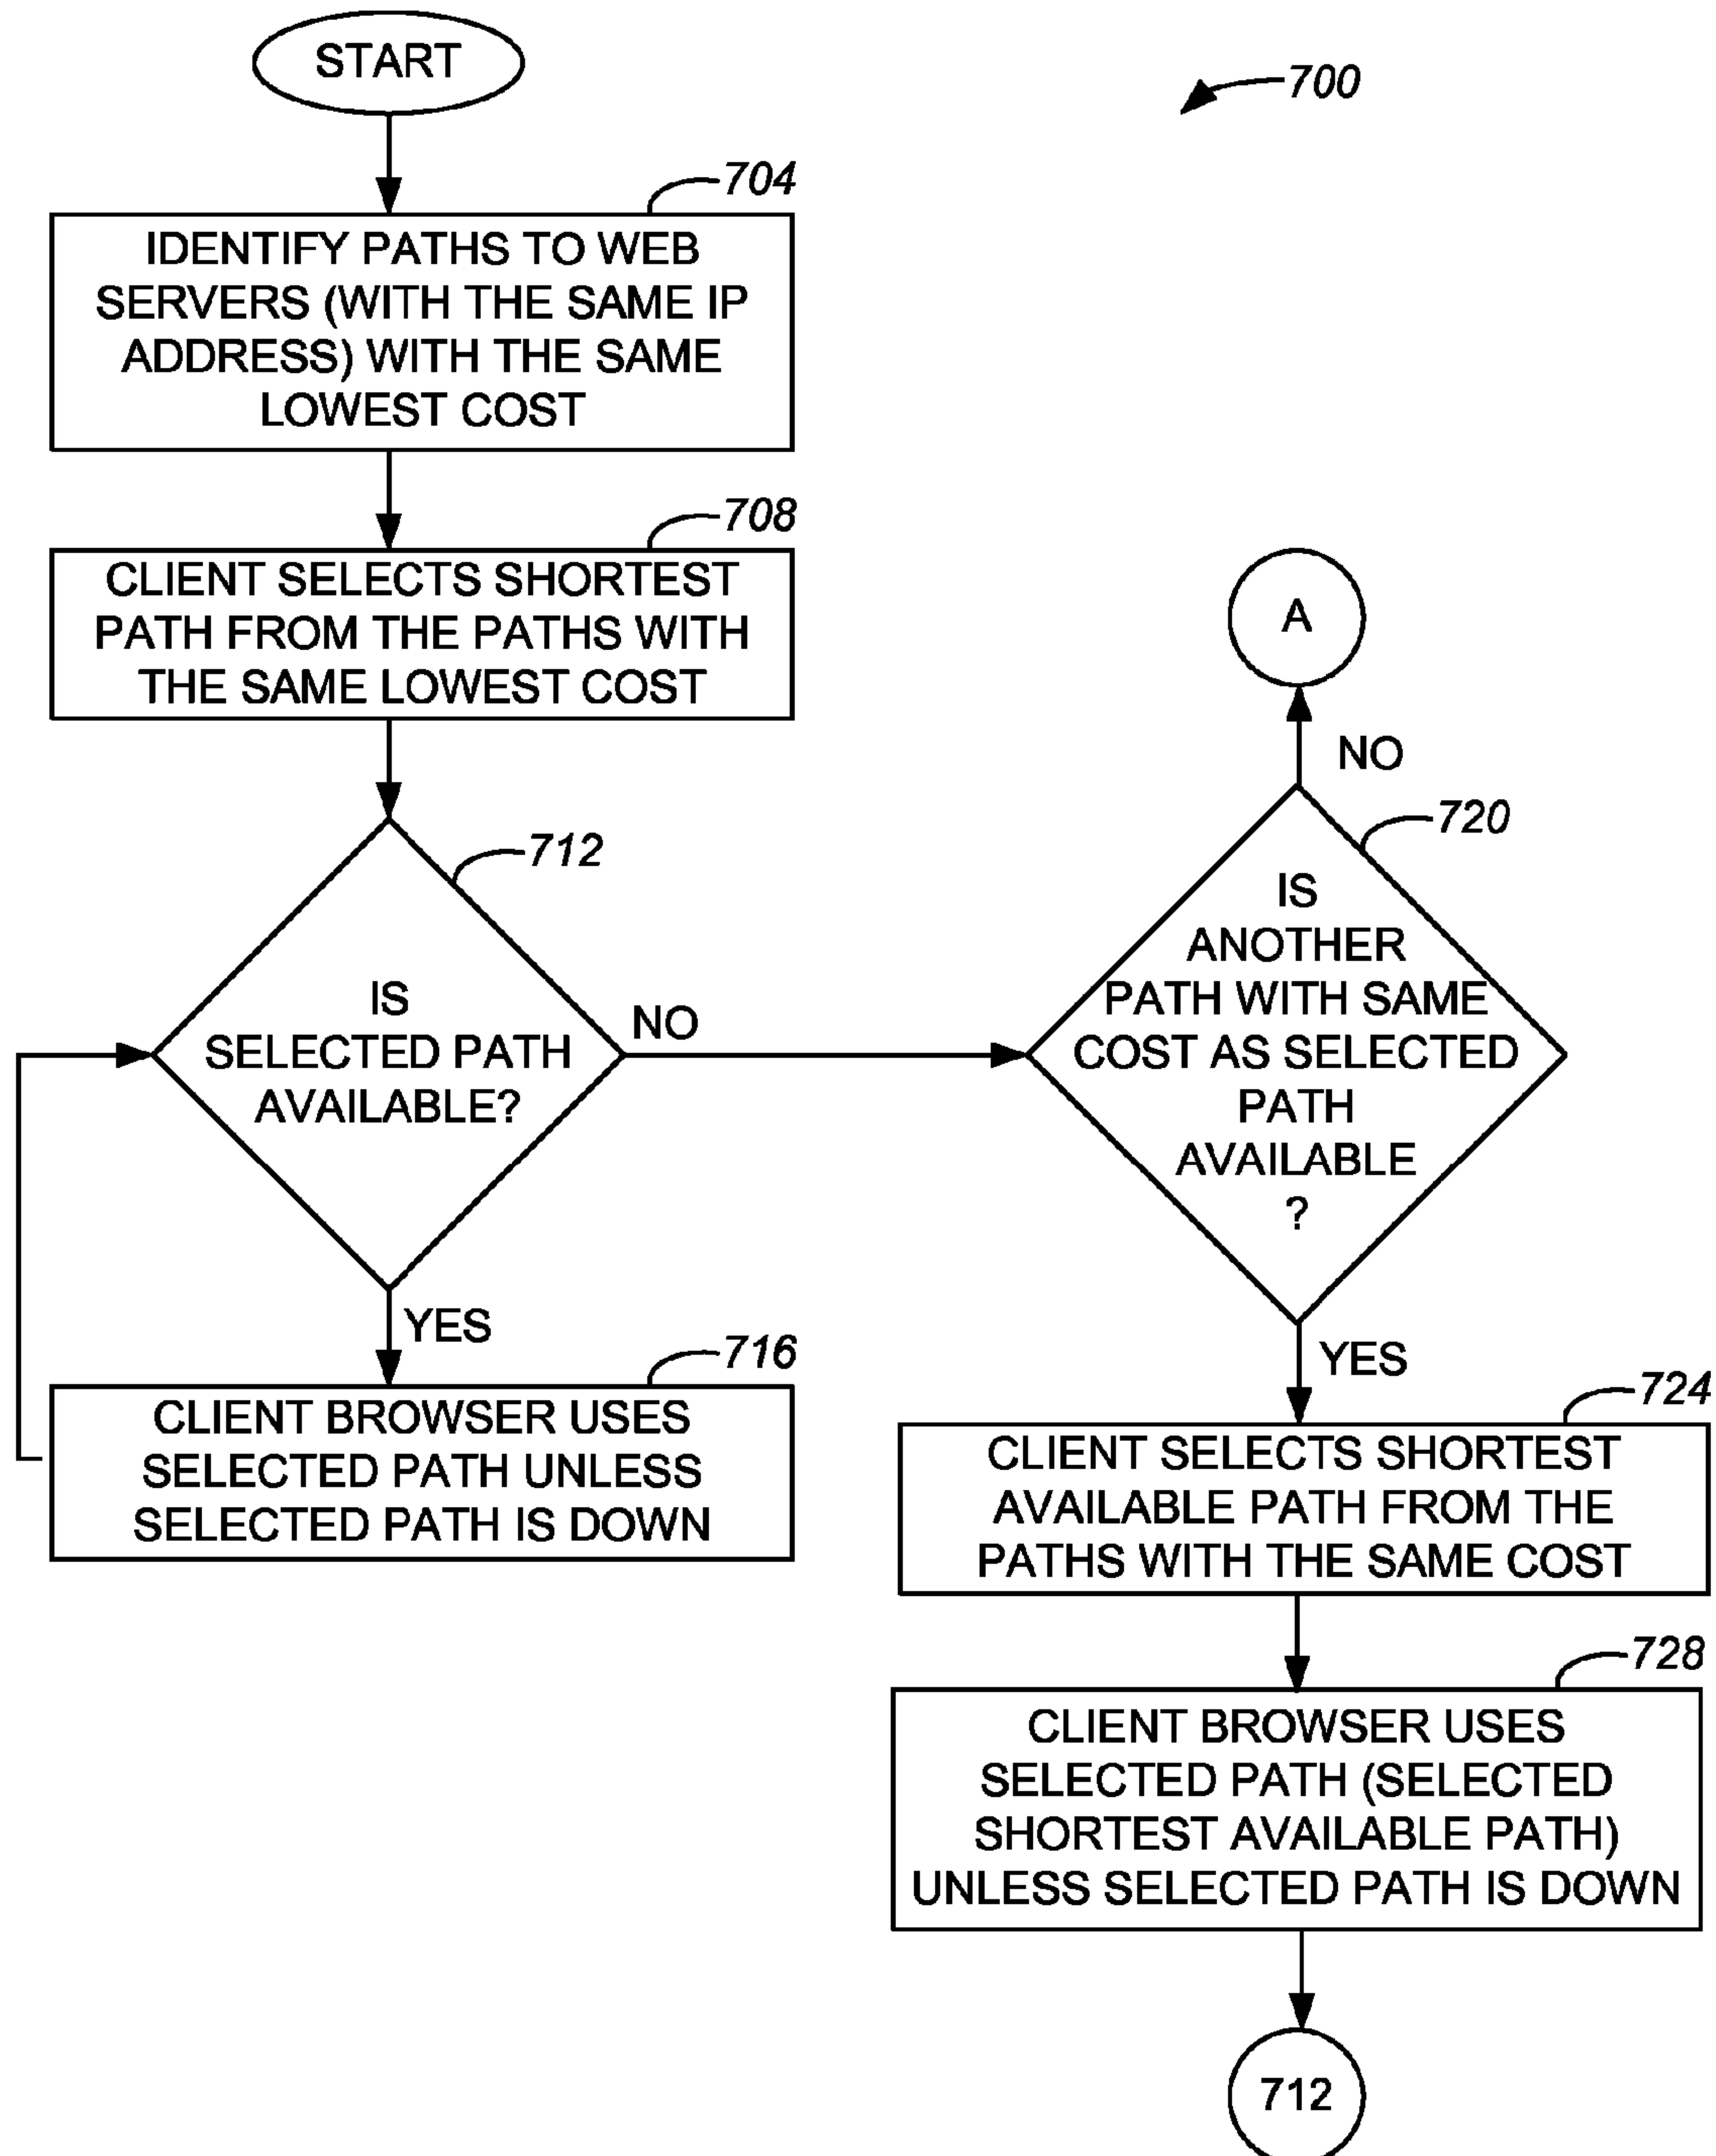 START
700
704
IDENTIFY PATHS TO WEB
SERVERS (WITH THE SAME IP
ADDRESS) WITH THE SAME
LOWEST COST
708
CLIENT SELECTS SHORTEST
PATH FROM THE PATHS WITH
THE SAME LOWEST COST
712
IS
SELECTED PATH
AVAILABLE?
NO
YES
716
CLIENT BROWSER USES
SELECTED PATH UNLESS
SELECTED PATH IS DOWN
A
NO
720
IS
ANOTHER
PATH WITH SAME
COST AS SELECTED
PATH
AVAILABLE
?
YES
724
CLIENT SELECTS SHORTEST
AVAILABLE PATH FROM THE
PATHS WITH THE SAME COST
728
CLIENT BROWSER USES
SELECTED PATH (SELECTED
SHORTEST AVAILABLE PATH)
UNLESS SELECTED PATH IS DOWN
712